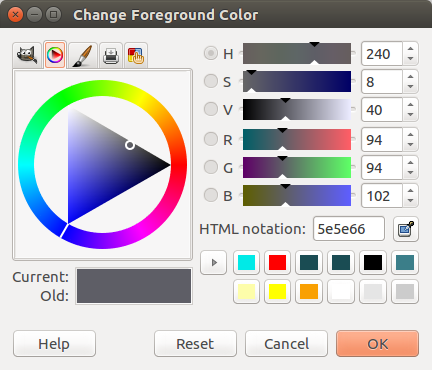 Change Foreground Color
H 240
S 8
V 40
R 94
G 94
B 102
HTML notation: 5e5e66
Current:
Old:
Help Reset Cancel OK